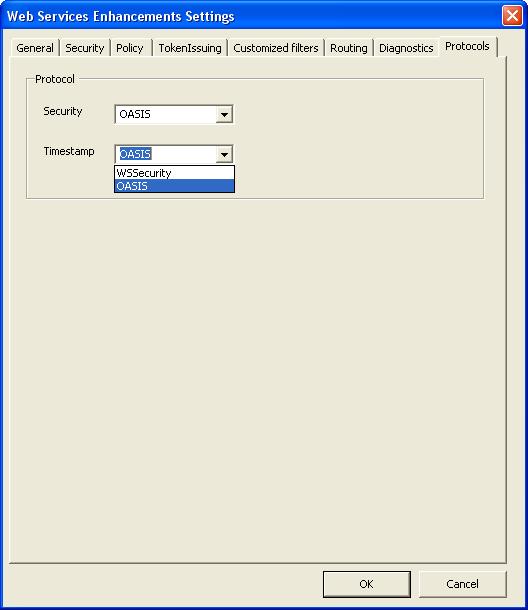 Web Services Enhancements Settings
General Security Policy TokenIssuing Customized filters Routing Diagnostics Protocols
Protocol
Security OASIS
Timestamp OASIS
WSSecurity
OASIS
OK Cancel